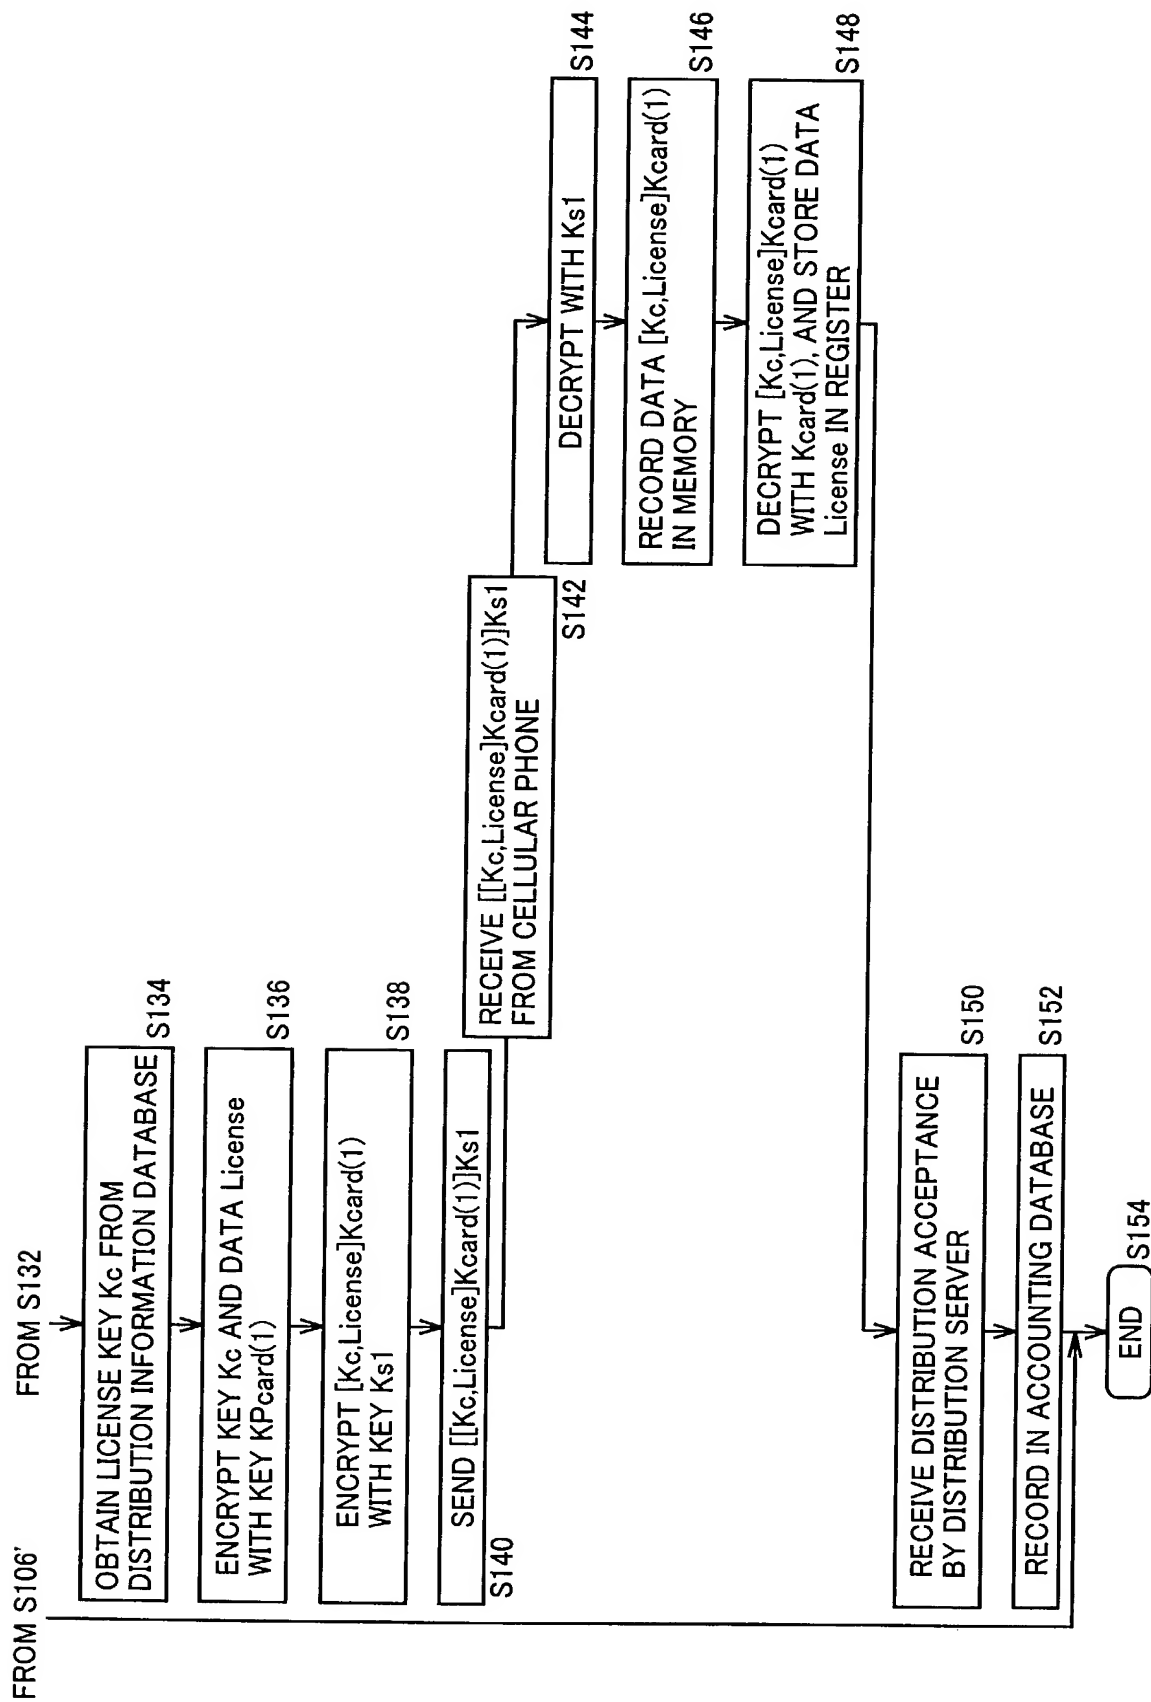 FROM S106'
FROM S132
OBTAIN LICENSE KEY Kc FROM
DISTRIBUTION INFORMATION DATABASE
S134
ENCRYPT KEY Kc AND DATA License
WITH KEY KPcard(1)
S136
ENCRYPT [Kc,License]Kcard(1)
WITH KEY Ks1
S138
SEND [[Kc,License]Kcard(1)]Ks1
S140
RECEIVE [[Kc,License]Kcard(1)]Ks1
FROM CELLULAR PHONE
S142
DECRYPT WITH Ks1
S144
RECORD DATA [Kc,License]Kcard(1)
IN MEMORY
S146
DECRYPT [Kc,License]Kcard(1)
WITH Kcard(1), AND STORE DATA
License IN REGISTER
S148
RECEIVE DISTRIBUTION ACCEPTANCE
BY DISTRIBUTION SERVER
S150
RECORD IN ACCOUNTING DATABASE
S152
END
S154